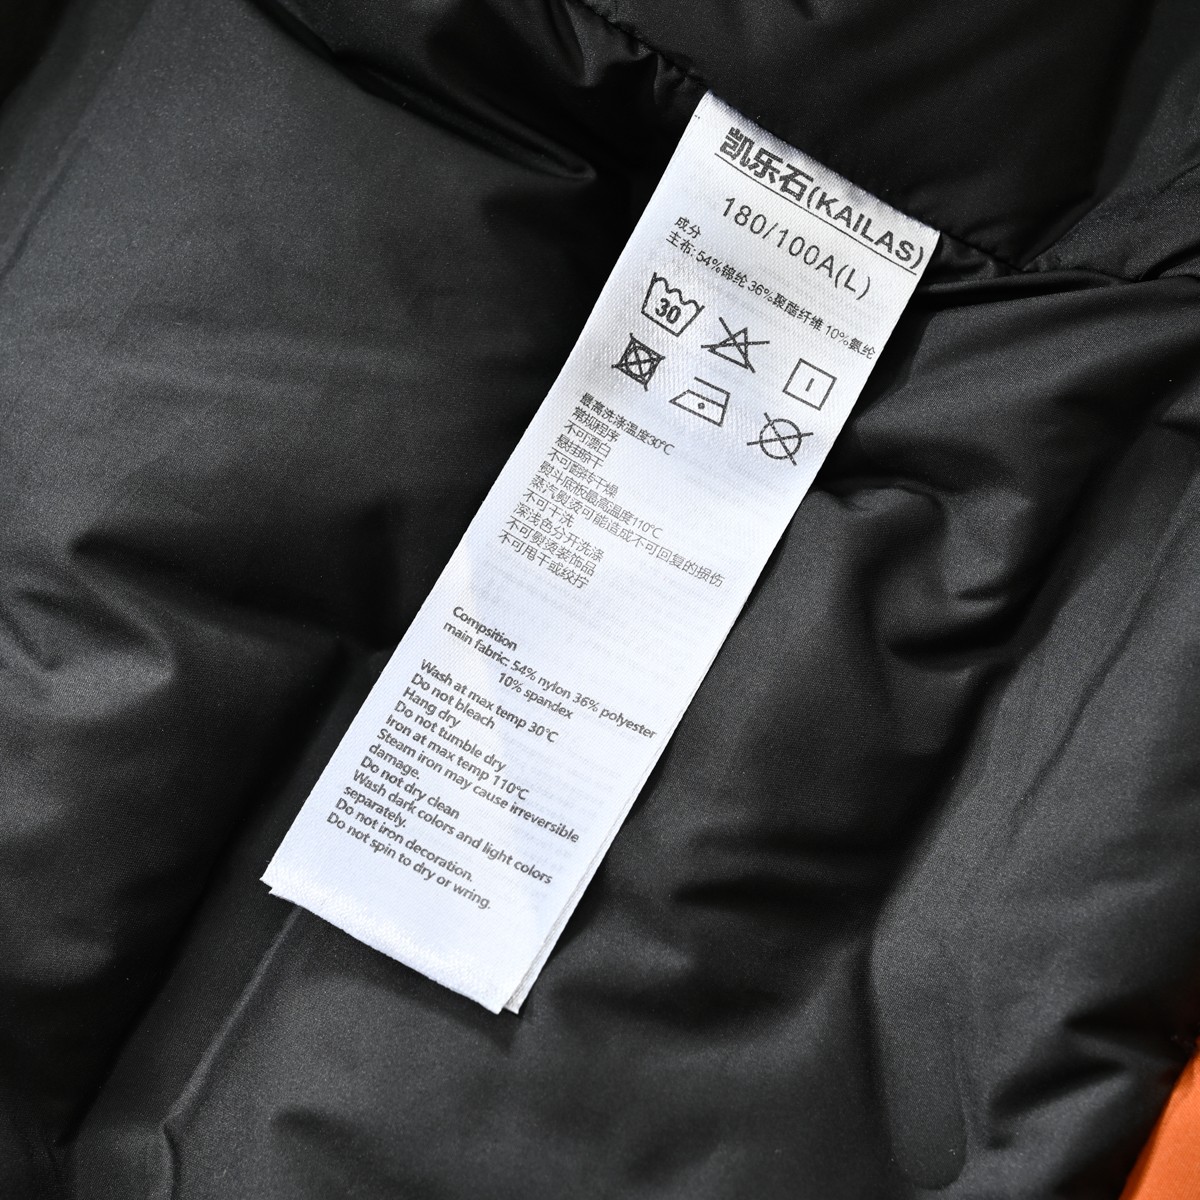 凯乐石(KAILAS)
180/100A(L)
成分
主布: 54%锦纶 36%聚酯纤维 10%氨纶
30
最高洗涤温度30℃
常规程序
不可漂白
悬挂晾干
不可翻转干燥
熨斗底板最高温度110℃
蒸汽熨烫可能造成不可回复的损伤
不可干洗
深浅色分开洗涤
不可熨烫装饰品
不可甩干或绞拧
Compsition
main fabric: 54% nylon 36% polyester
10% spandex
Wash at max temp 30℃
Do not bleach
Hang dry
Do not tumble dry
Iron at max temp 110℃
Steam iron may cause irreversible
damage.
Do not dry clean
Wash dark colors and light colors
separately.
Do not iron decoration.
Do not spin to dry or wring.